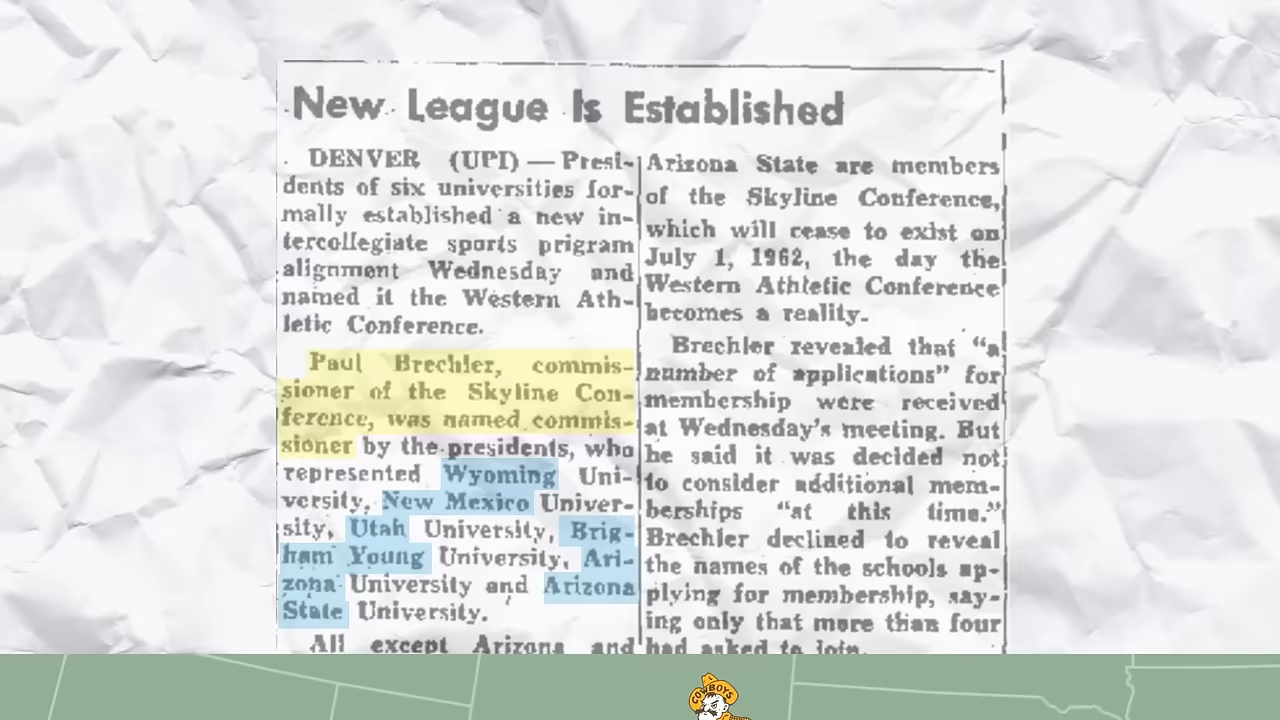 New League Is Established
DENVER (UPI) — Presi-
dents of six universities for-
mally established a new in-
tercollegiate sports prigram
alignment Wednesday and
named it the Western Ath-
letic Conference.
Paul Brechler, commis-
sioner of the Skyline Con-
ference, was named commis-
sioner by the presidents, who
represented Wyoming Uni-
versity, New Mexico Univer-
sity, Utah University, Brig-
ham Young University, Ari-
zona University and Arizona
State University.
All except Arizona and
Arizona State are members
of the Skyline Conference,
which will cease to exist on
July 1, 1962, the day the
Western Athletic Conference
becomes a reality.
Brechler revealed that “a
number of applications” for
membership were received
at Wednesday’s meeting. But
he said it was decided not
to consider additional mem-
berships “at this time.”
Brechler declined to reveal
the names of the schools ap-
plying for membership, say-
ing only that more than four
had asked to join.
COWBOYS